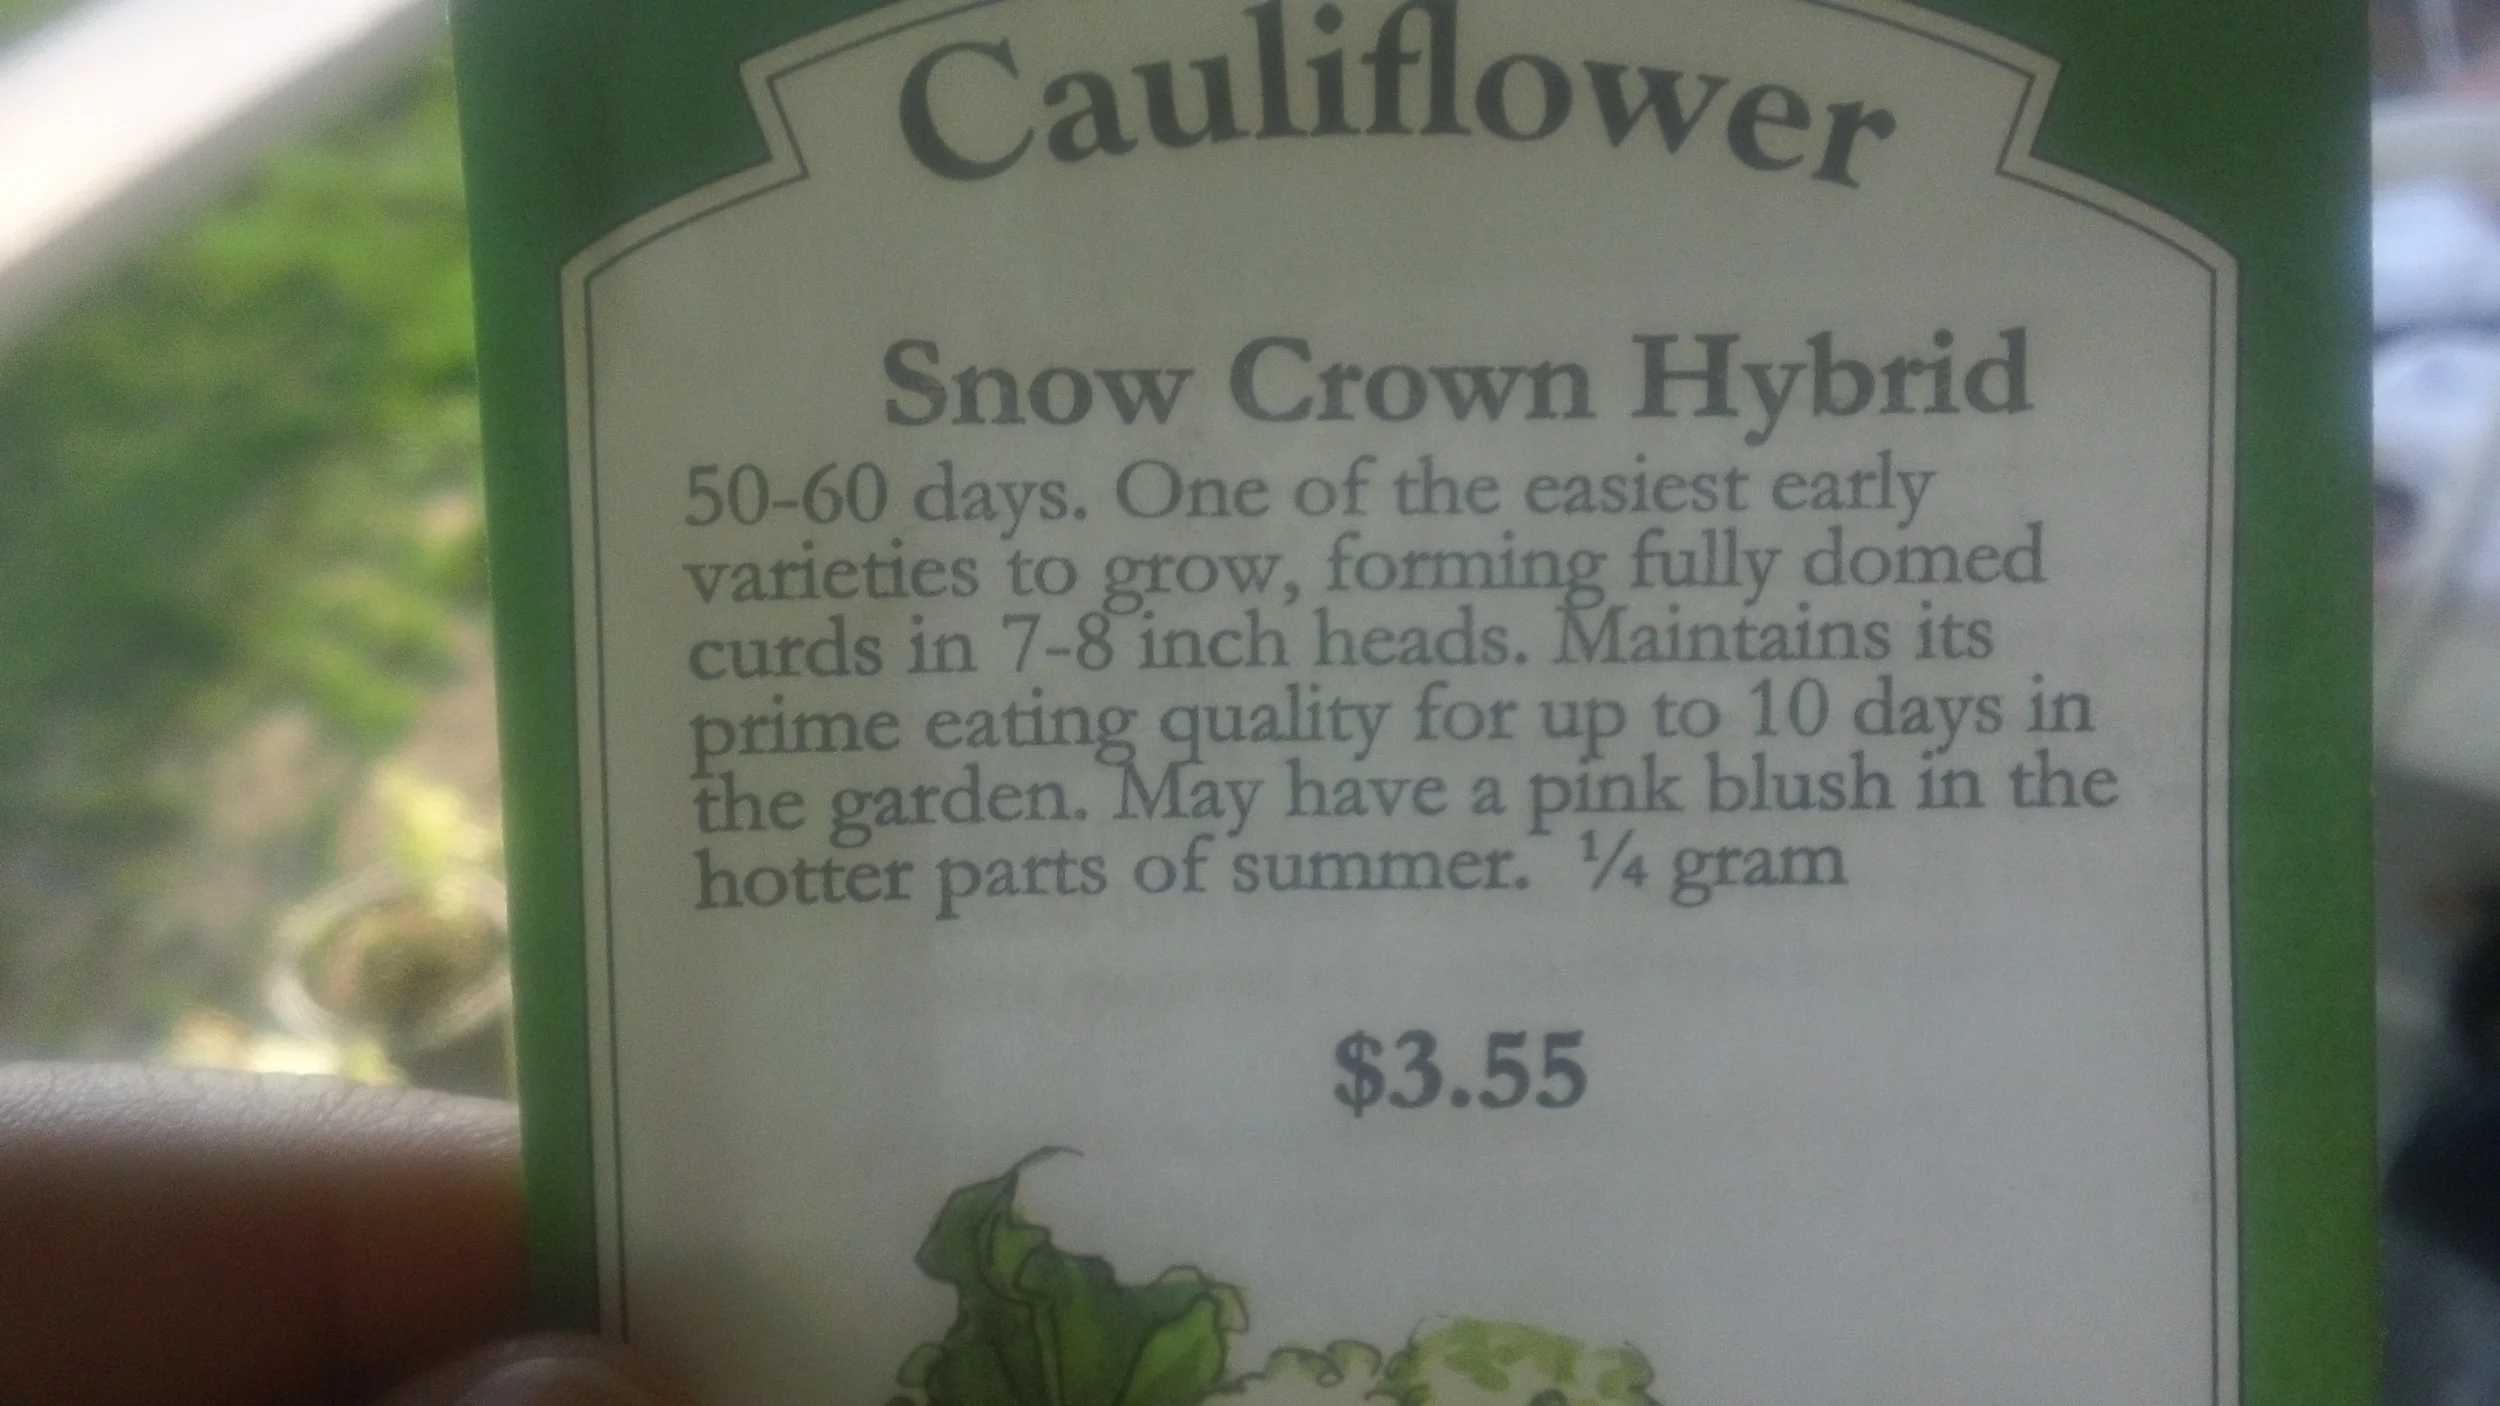 Cauliflower
Snow Crown Hybrid
50-60 days. One of the easiest early
varieties to grow, forming fully domed
curds in 7-8 inch heads. Maintains its
prime eating quality for up to 10 days in
the garden. May have a pink blush in the
hotter parts of summer. ¼ gram
$3.55